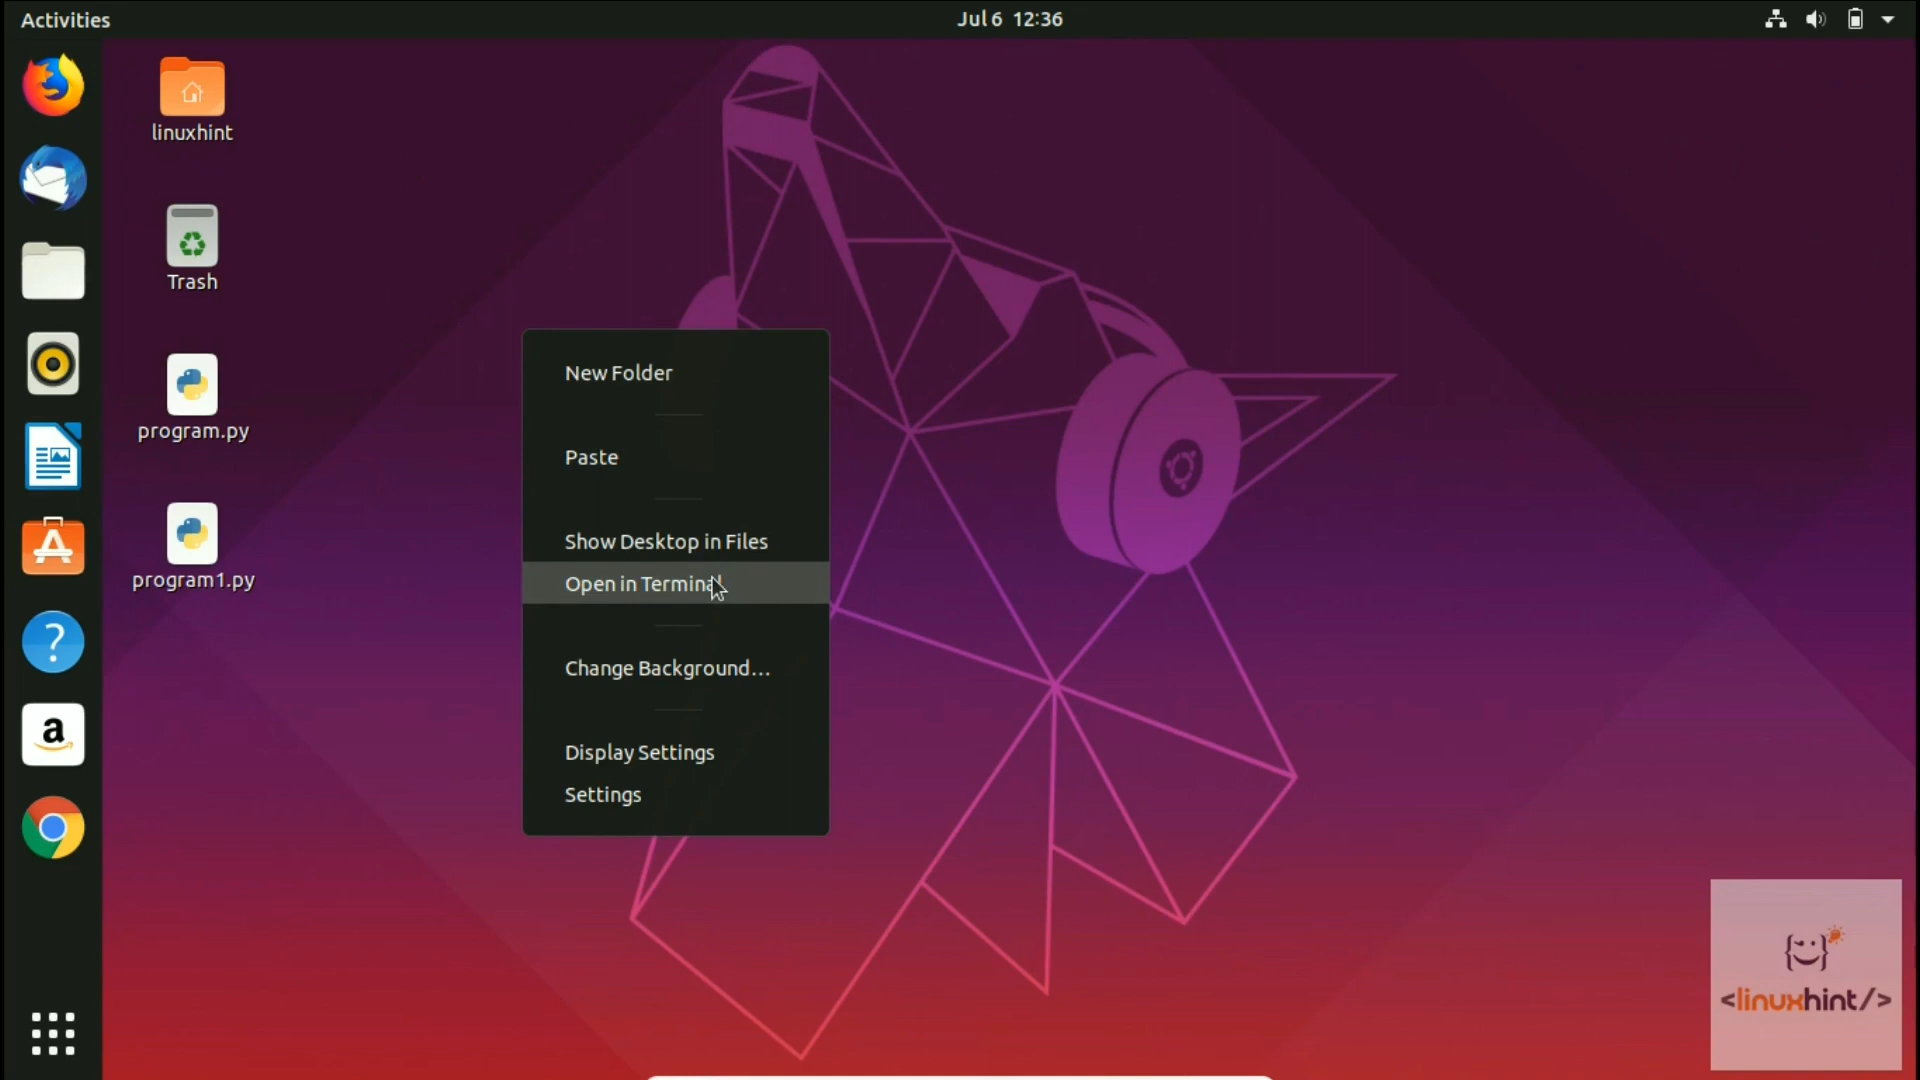 Activities
Jul 6 12:36
linuxhint
Trash
program.py
program1.py
New Folder
Paste
Show Desktop in Files
Open in Terminal
Change Background...
Display Settings
Settings
a
<linuxhint/>